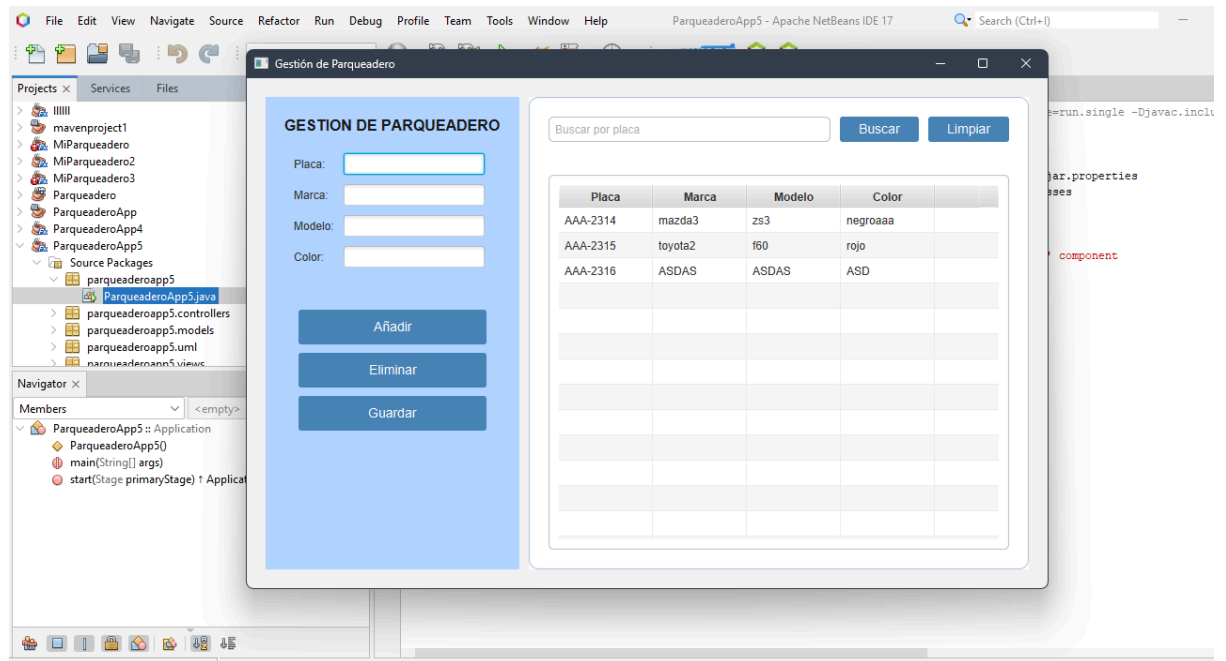 File Edit View Navigate Source Refactor Run Debug Profile Team Tools Window Help
ParqueaderoApp5 - Apache NetBeans IDE 17
Search (Ctrl+I)
Projects
Services
Files
llllll
mavenproject1
MiParqueadero
MiParqueadero2
MiParqueadero3
Parqueadero
ParqueaderoApp
ParqueaderoApp4
ParqueaderoApp5
Source Packages
parqueaderoapp5
ParqueaderoApp5.java
parqueaderoapp5.controllers
parqueaderoapp5.models
parqueaderoapp5.uml
parqueaderoapp5.views
Navigator
Members
<empty>
ParqueaderoApp5 :: Application
ParqueaderoApp5()
main(String[] args)
start(Stage primaryStage) ↑ Applicat
Gestión de Parqueadero
GESTION DE PARQUEADERO
Placa:
Marca:
Modelo:
Color:
Añadir
Eliminar
Guardar
Buscar por placa
Buscar
Limpiar
Placa Marca Modelo Color
AAA-2314 mazda3 zs3 negroaaa
AAA-2315 toyota2 f60 rojo
AAA-2316 ASDAS ASDAS ASD
=run.single -Djavac.inclu
jar.properties
sses
component